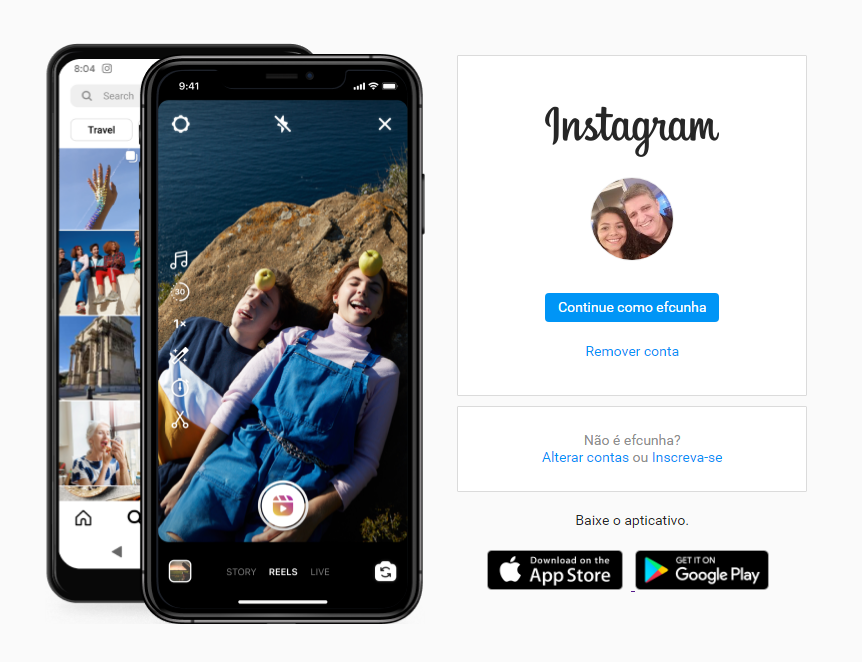 8:04
Search
Travel
9:41
30
1×
STORY REELS LIVE
Instagram
Continue como efcunha
Remover conta
Não é efcunha?
Alterar contas ou Inscreva-se
Baixe o apticativo.
Download on the
App Store
GET IT ON
Google Play